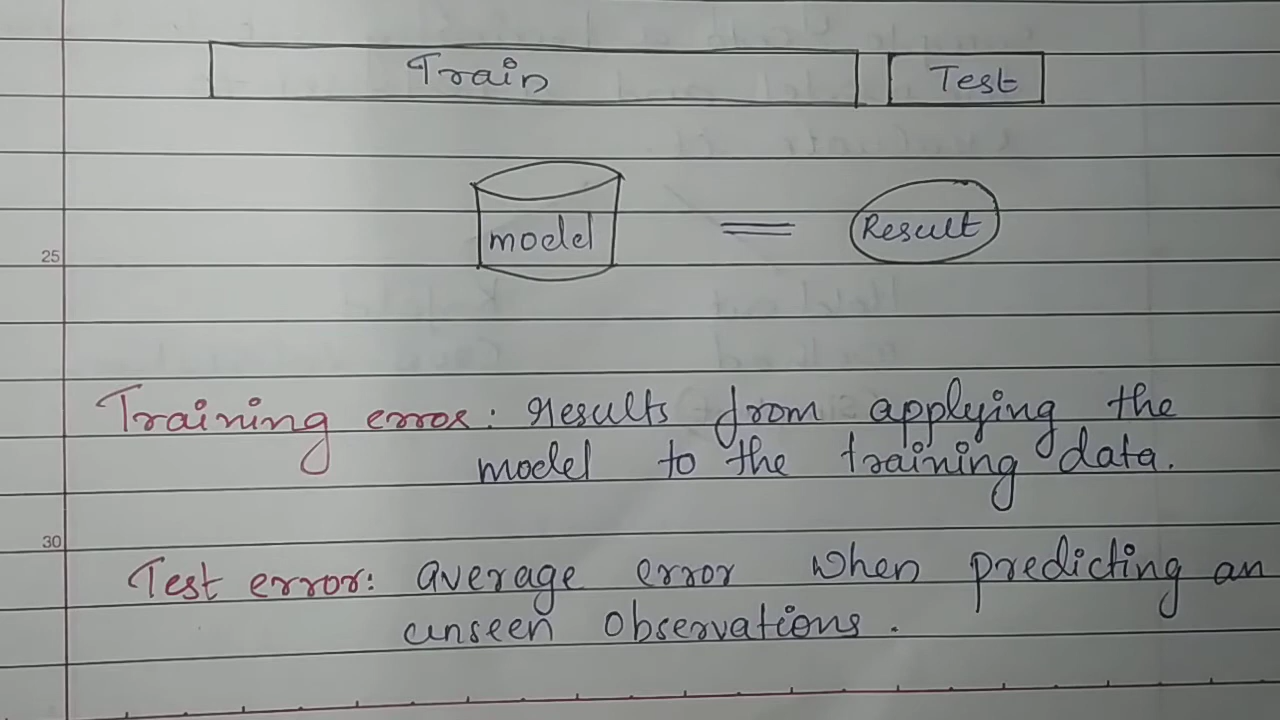 Train Test
model = Result
25
Training error: results from applying the
model to the training data.
30
Test error: average error when predicting an
unseen observations.